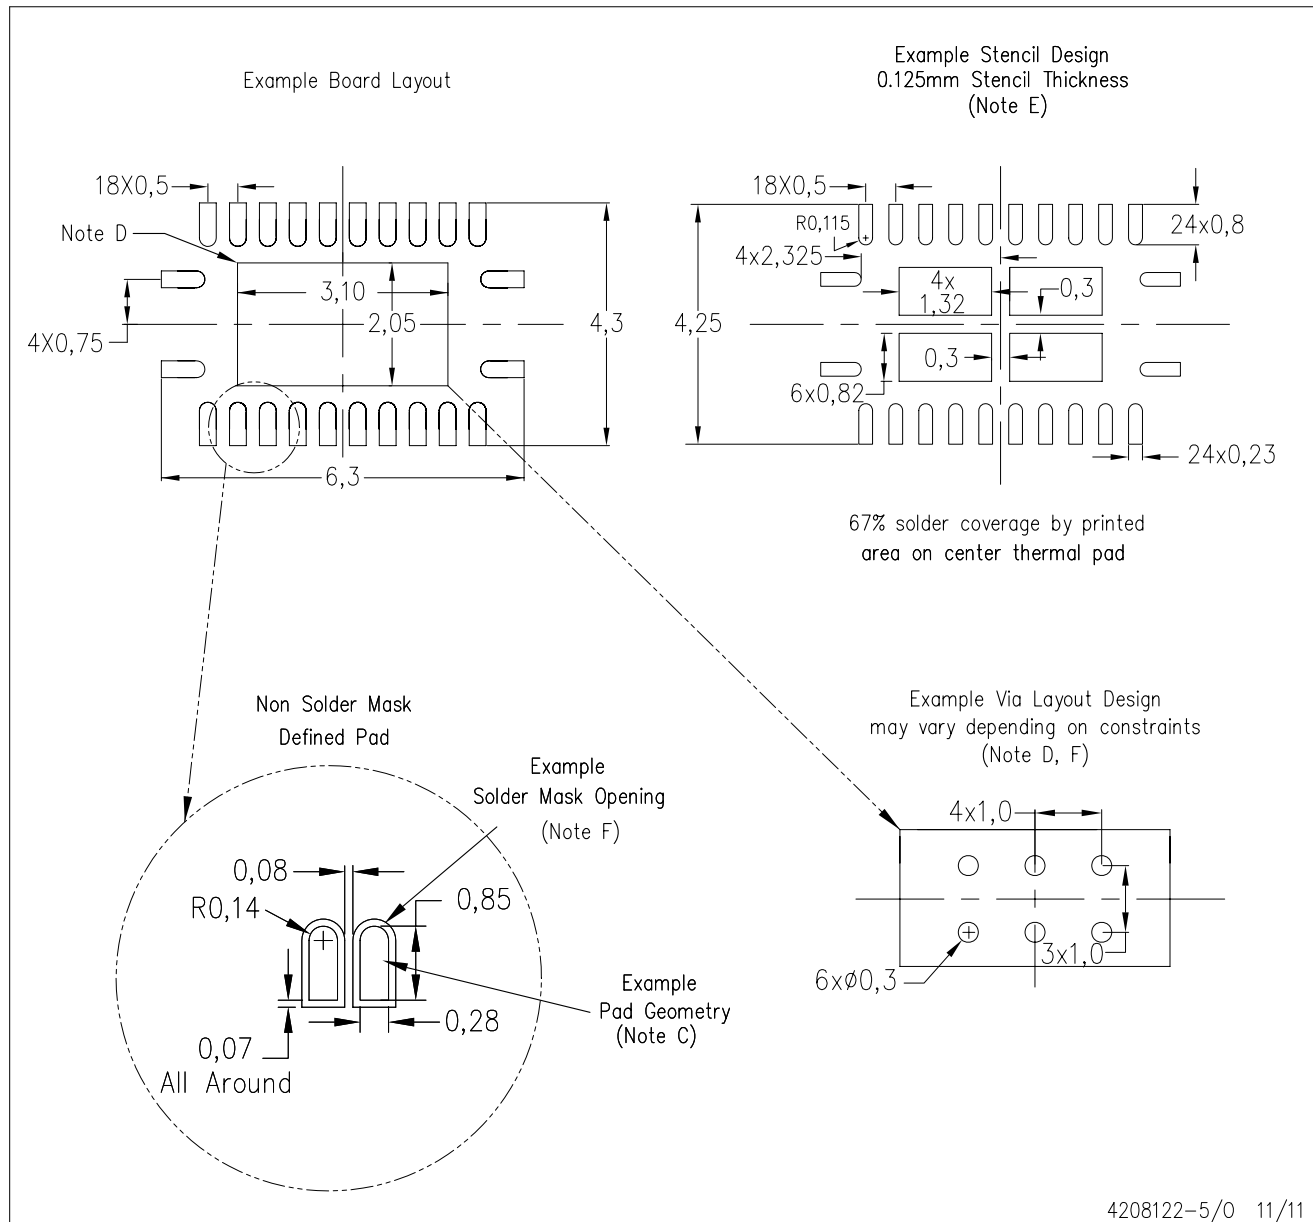 Example Board Layout
Example Stencil Design
0.125mm Stencil Thickness
(Note E)
18X0,5
Note D
3,10
2,05
4X0,75
4,3
6,3
18X0,5
R0,115
4x2,325
24x0,8
4x
1,32
0,3
4,25
0,3
6x0,82
24x0,23
67% solder coverage by printed
area on center thermal pad
Non Solder Mask
Defined Pad
Example
Solder Mask Opening
(Note F)
0,08
R0,14
0,85
Example
Pad Geometry
(Note C)
0,28
0,07
All Around
Example Via Layout Design
may vary depending on constraints
(Note D, F)
4x1,0
3x1,0
6xØ0,3
4208122-5/O 11/11